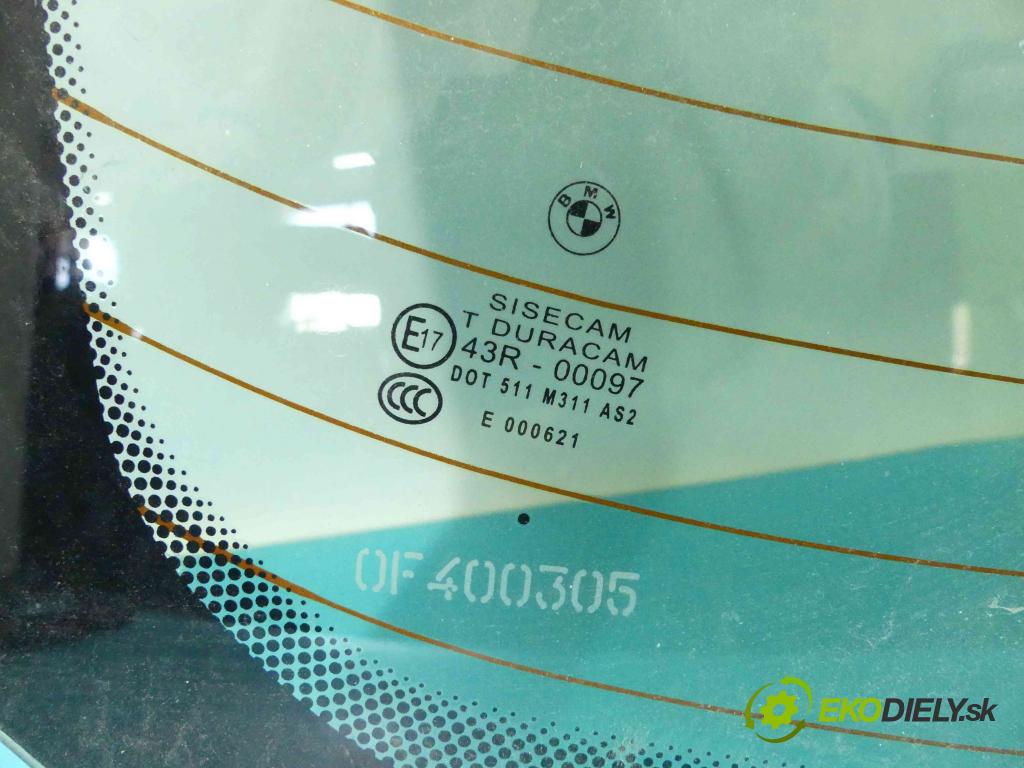 BMW
SISECAM
T DURACAM
E17
43R - 00097
CCC
DOT 511 M311 AS2
E 000621
0F400305
EKODIELY.sk